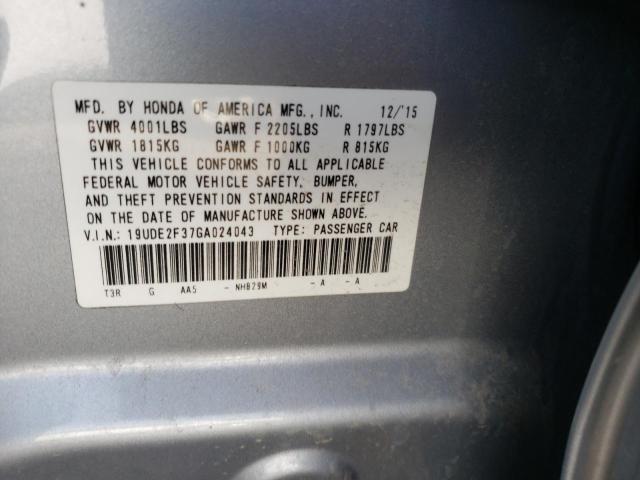 MFD. BY HONDA OF AMERICA MFG., INC. 12/'15
GVWR 4001LBS GAWR F 2205LBS R 1797LBS
GVWR 1815KG GAWR F 1000KG R 815KG
THIS VEHICLE CONFORMS TO ALL APPLICABLE
FEDERAL MOTOR VEHICLE SAFETY, BUMPER,
AND THEFT PREVENTION STANDARDS IN EFFECT
ON THE DATE OF MANUFACTURE SHOWN ABOVE.
V.I.N.: 19UDE2F37GA024043 TYPE: PASSENGER CAR
T3R G AA5 - NH829M - A - A